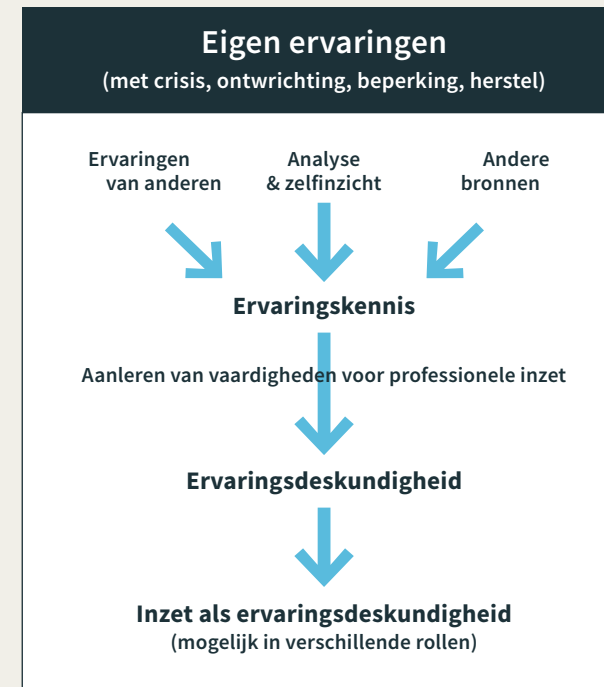 Eigen ervaringen
(met crisis, ontwrichting, beperking, herstel)
Ervaringen
van anderen
Analyse
& zelfinzicht
Andere
bronnen
Ervaringskennis
Aanleren van vaardigheden voor professionele inzet
Ervaringsdeskundigheid
Inzet als ervaringsdeskundigheid
(mogelijk in verschillende rollen)